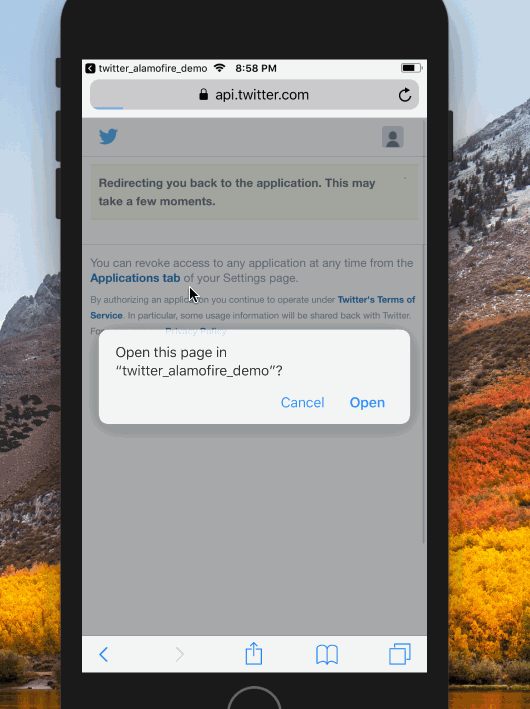 twitter_alamofire_demo 8:58 PM
api.twitter.com
Redirecting you back to the application. This may
take a few moments.
You can revoke access to any application at any time from the
Applications tab of your Settings page.
By authorizing an application you continue to operate under Twitter's Terms of
Service. In particular, some usage information will be shared back with Twitter.
For Privacy Policy
Open this page in
“twitter_alamofire_demo”?
Cancel Open